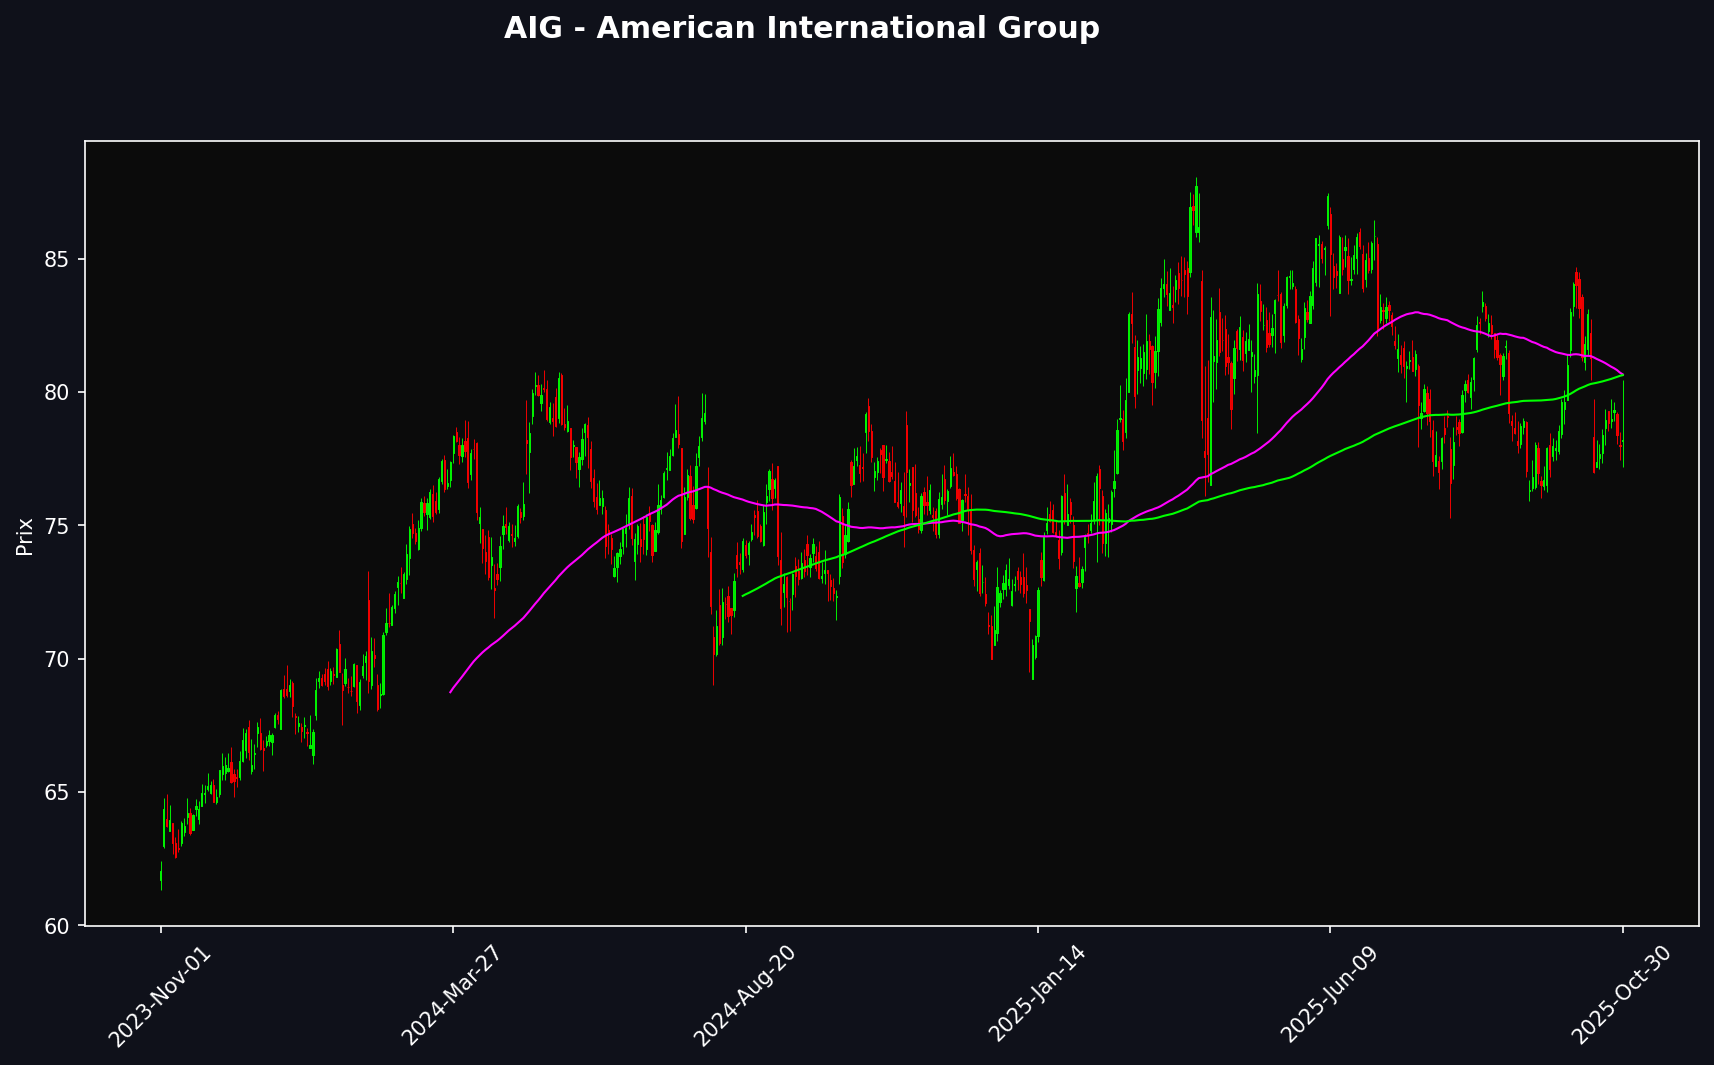 AIG - American International Group
Prix
85
80
75
70
65
60
2023-Nov-01
2024-Mar-27
2024-Aug-20
2025-Jan-14
2025-Jun-09
2025-Oct-30